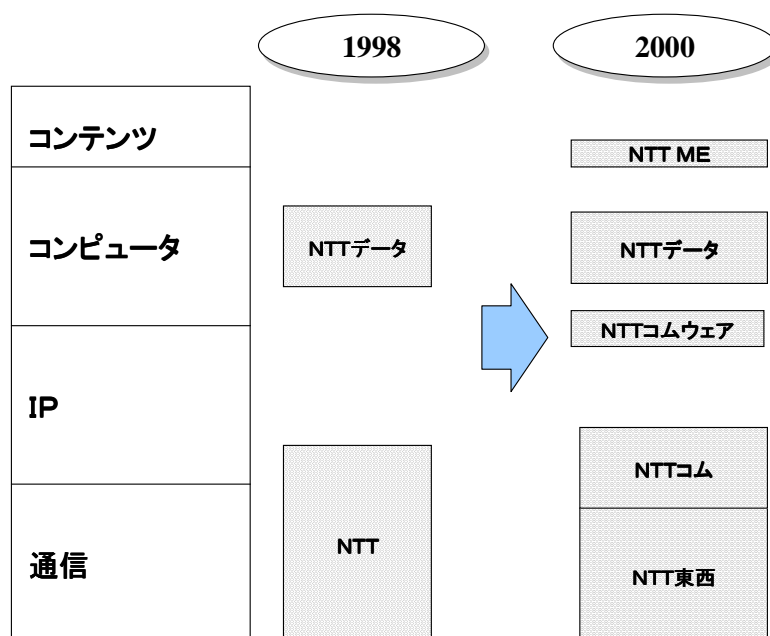 1998
2000
コンテンツ
コンピュータ
IP
通信
NTTデータ
NTT
NTT ME
NTTデータ
NTTコムウェア
NTTコム
NTT東西